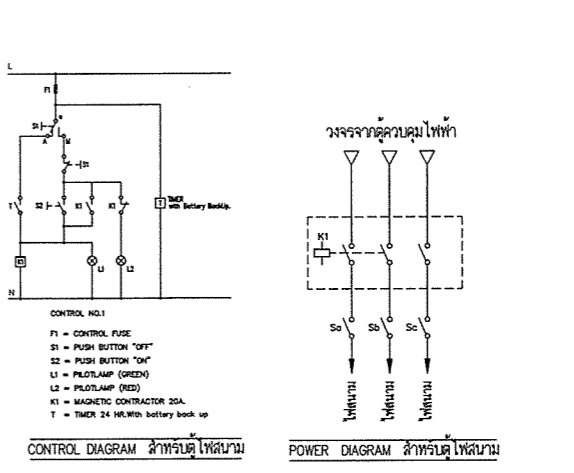 L
F1
S1
A
M
S1
T
S2
K1
K1
T
TIMER
with Battery BackUp.
K1
L1
L2
N
CONTROL NO.1
F1 = CONTROL FUSE
S1 = PUSH BUTTON "OFF"
S2 = PUSH BUTTON "ON"
L1 = PILOTLAMP (GREEN)
L2 = PILOTLAMP (RED)
K1 = MAGNETIC CONTRACTOR 20A.
T = TIMER 24 HR.With battery back up
CONTROL DIAGRAM สำหรับตู้ไฟสนาม
วงจรจากตู้ควบคุมไฟฟ้า
K1
Sa
Sb
Sc
ไฟสนาม
ไฟสนาม
ไฟสนาม
POWER DIAGRAM สำหรับตู้ไฟสนาม